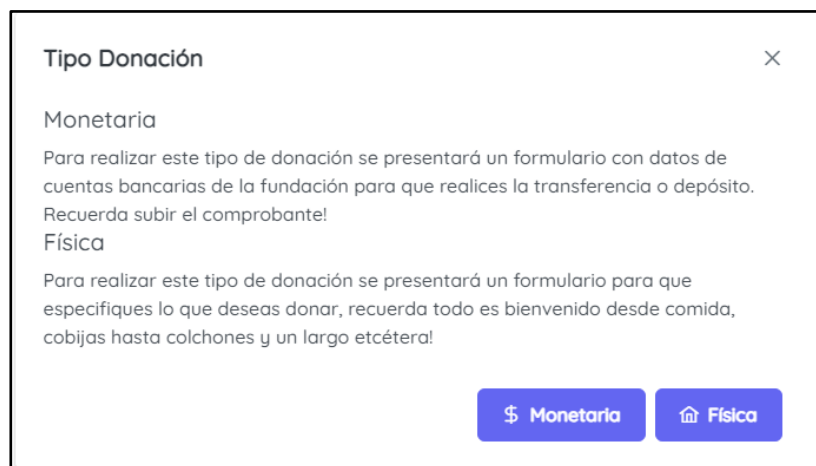 Tipo Donación
Monetaria
Para realizar este tipo de donación se presentará un formulario con datos de
cuentas bancarias de la fundación para que realices la transferencia o depósito.
Recuerda subir el comprobante!
Física
Para realizar este tipo de donación se presentará un formulario para que
especifiques lo que deseas donar, recuerda todo es bienvenido desde comida,
cobijas hasta colchones y un largo etcétera!
$ Monetaria
Física